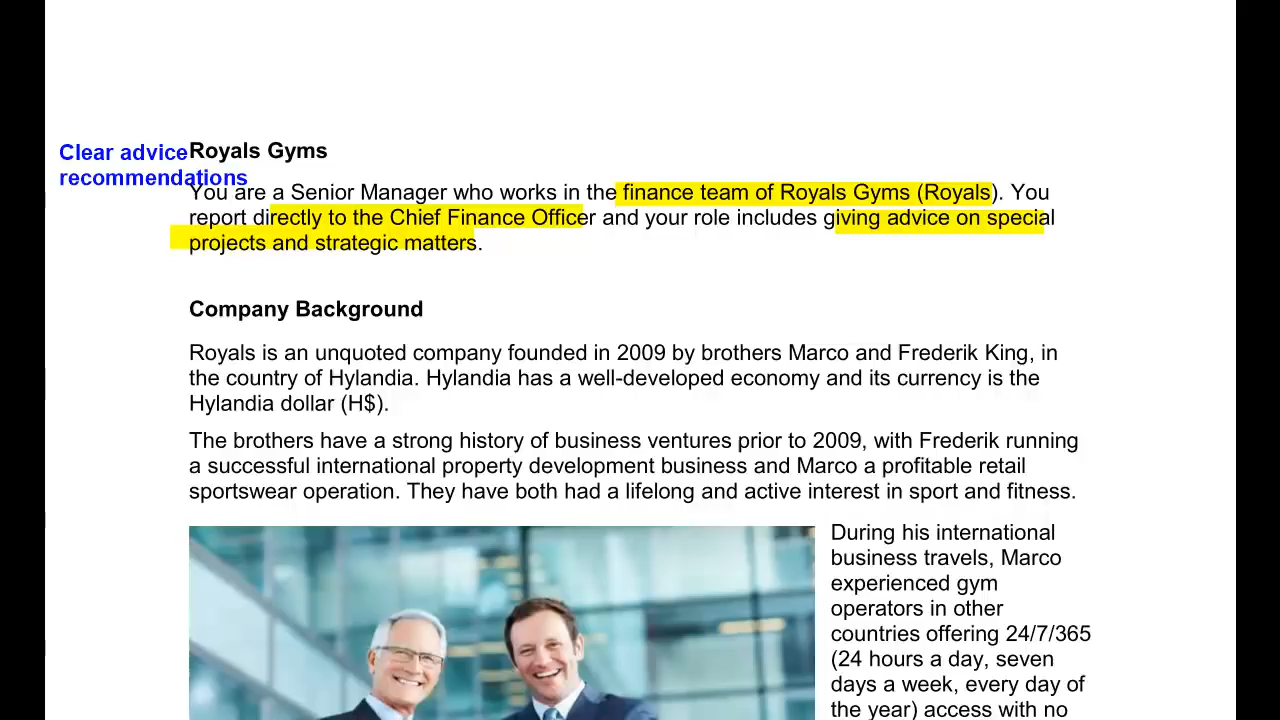 Clear advice
recommendations
Royals Gyms
You are a Senior Manager who works in the finance team of Royals Gyms (Royals). You
report directly to the Chief Finance Officer and your role includes giving advice on special
projects and strategic matters.
Company Background
Royals is an unquoted company founded in 2009 by brothers Marco and Frederik King, in
the country of Hylandia. Hylandia has a well-developed economy and its currency is the
Hylandia dollar (H$).
The brothers have a strong history of business ventures prior to 2009, with Frederik running
a successful international property development business and Marco a profitable retail
sportswear operation. They have both had a lifelong and active interest in sport and fitness.
During his international
business travels, Marco
experienced gym
operators in other
countries offering 24/7/365
(24 hours a day, seven
days a week, every day of
the year) access with no